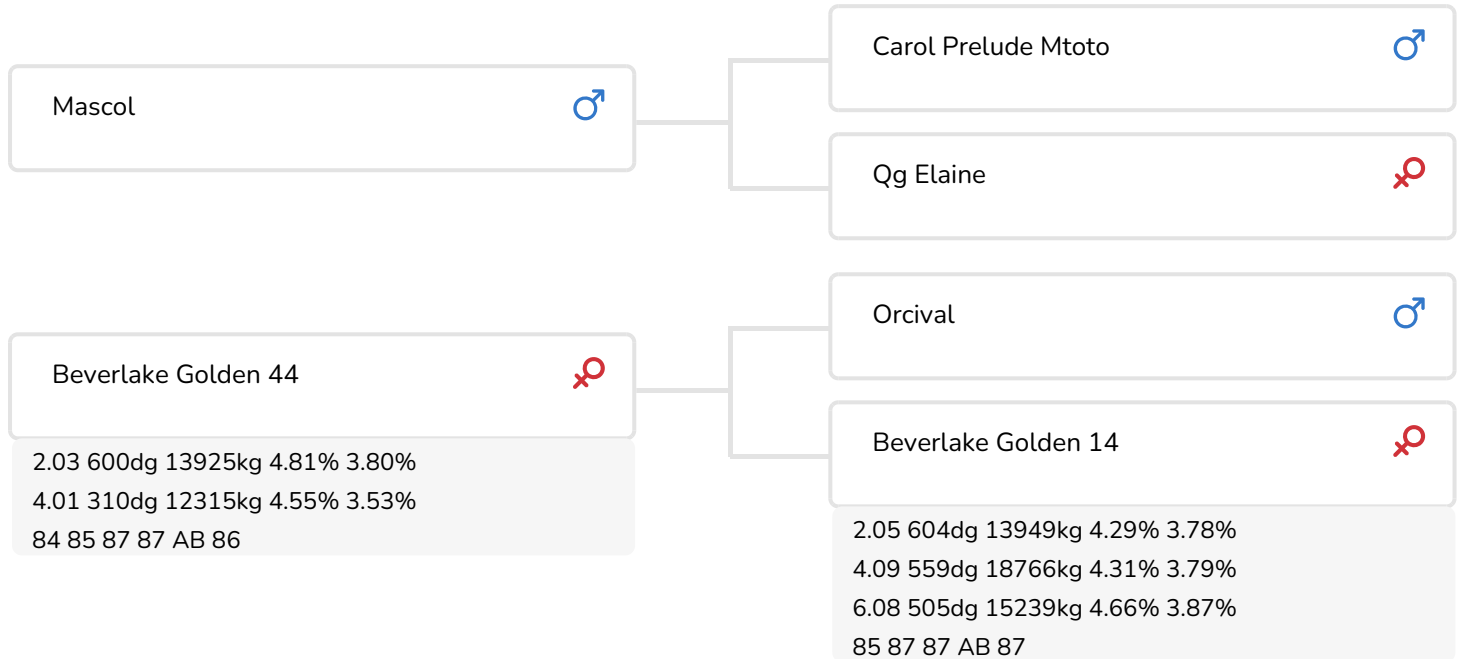 Carol Prelude Mtoto
Mascol
Qg Elaine
Orcival
Beverlake Golden 44
2.03 600dg 13925kg 4.81% 3.80%
4.01 310dg 12315kg 4.55% 3.53%
84 85 87 87 AB 86
Beverlake Golden 14
2.05 604dg 13949kg 4.29% 3.78%
4.09 559dg 18766kg 4.31% 3.79%
6.08 505dg 15239kg 4.66% 3.87%
85 87 87 AB 87